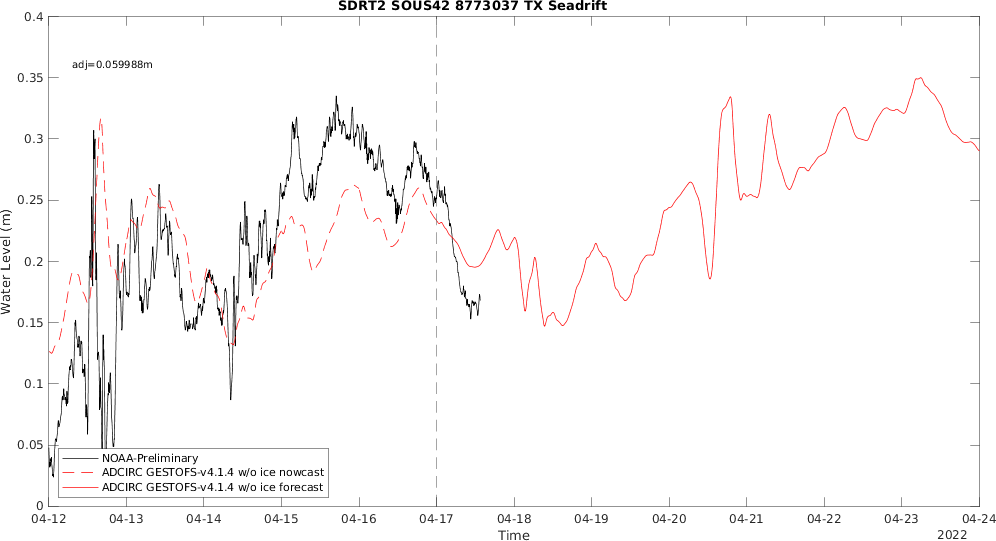 SDRT2 SOUS42 8773037 TX Seadrift
adj=0.059988m
0.4
0.35
0.3
0.25
0.2
0.15
0.1
0.05
0
Water Level (m)
NOAA-Preliminary
ADCIRC GESTOFS-v4.1.4 w/o ice nowcast
ADCIRC GESTOFS-v4.1.4 w/o ice forecast
04-12 04-13 04-14 04-15 04-16 04-17 04-18 04-19 04-20 04-21 04-22 04-23 04-24
Time
2022